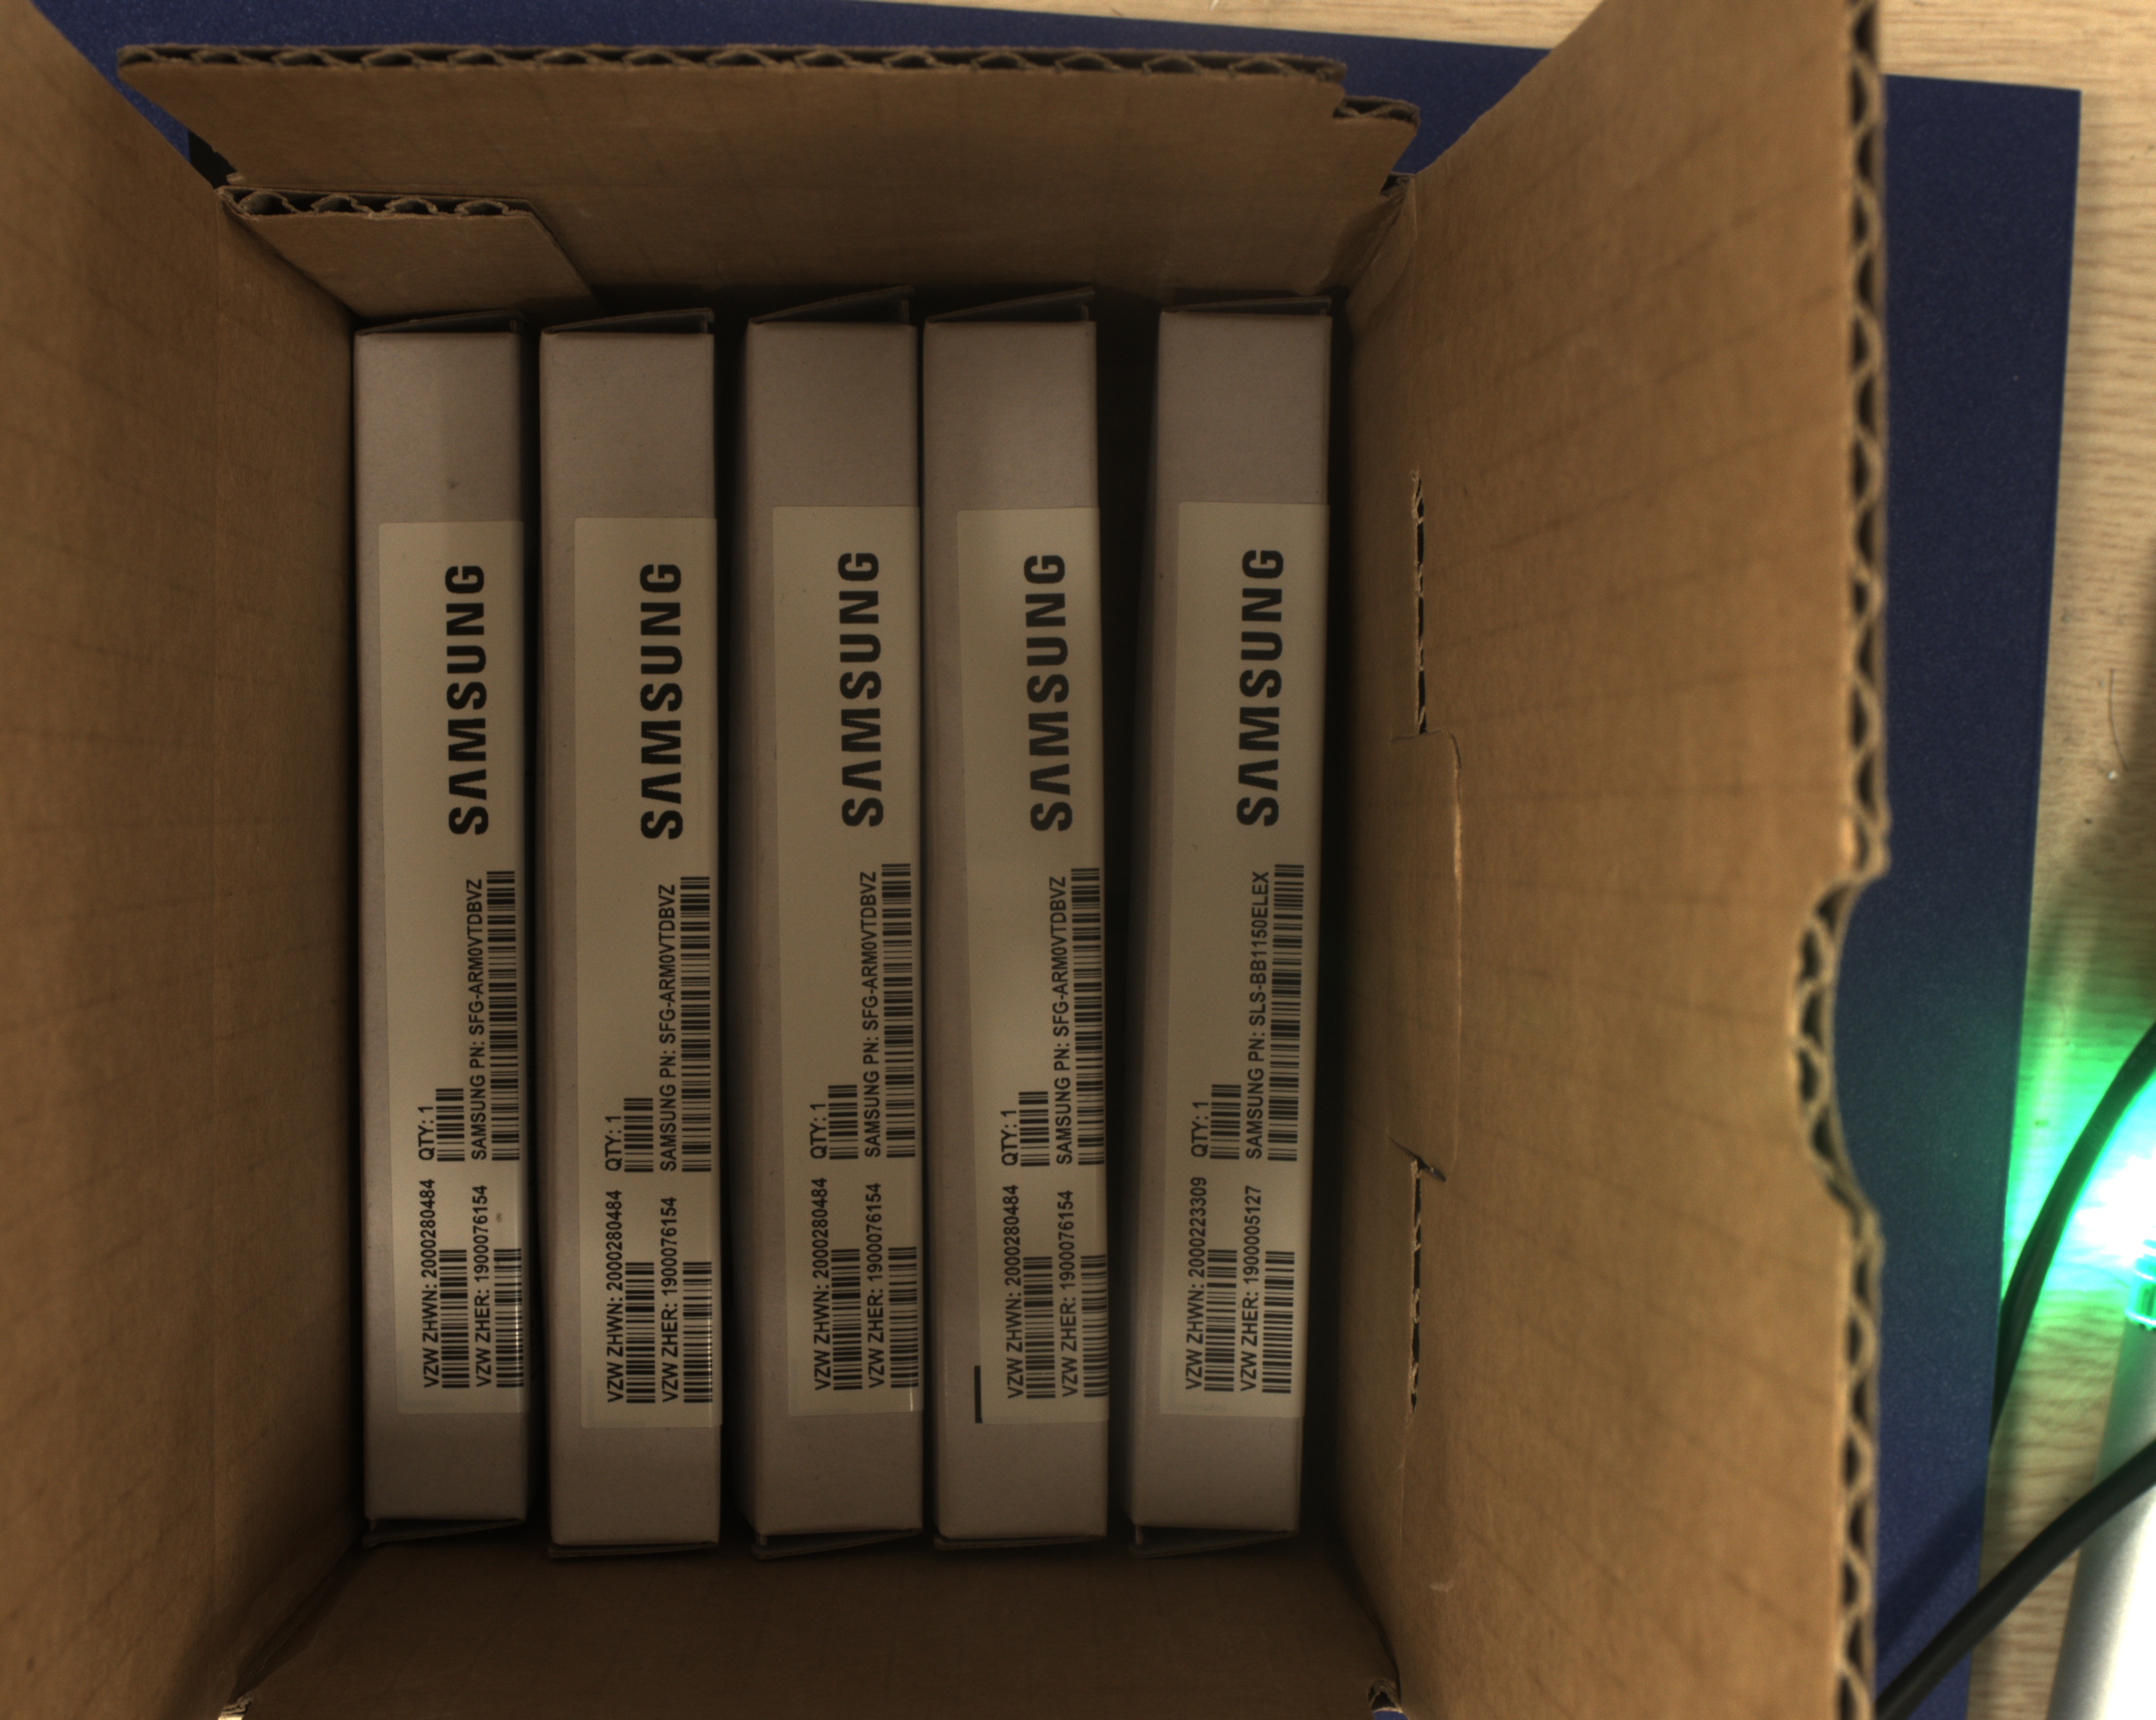 SAMSUNG
QTY: 1
SAMSUNG PN: SFG-ARM0VTDBVZ
VZW ZHWN: 2000280484
VZW ZHER: 1900076154
SAMSUNG
QTY: 1
SAMSUNG PN: SFG-ARM0VTDBVZ
VZW ZHWN: 2000280484
VZW ZHER: 1900076154
SAMSUNG
QTY: 1
SAMSUNG PN: SFG-ARM0VTDBVZ
VZW ZHWN: 2000280484
VZW ZHER: 1900076154
SAMSUNG
QTY: 1
SAMSUNG PN: SFG-ARM0VTDBVZ
VZW ZHWN: 2000280484
VZW ZHER: 1900076154
SAMSUNG
QTY: 1
SAMSUNG PN: SLS-BB1150ELEX
VZW ZHWN: 2000223309
VZW ZHER: 1900005127